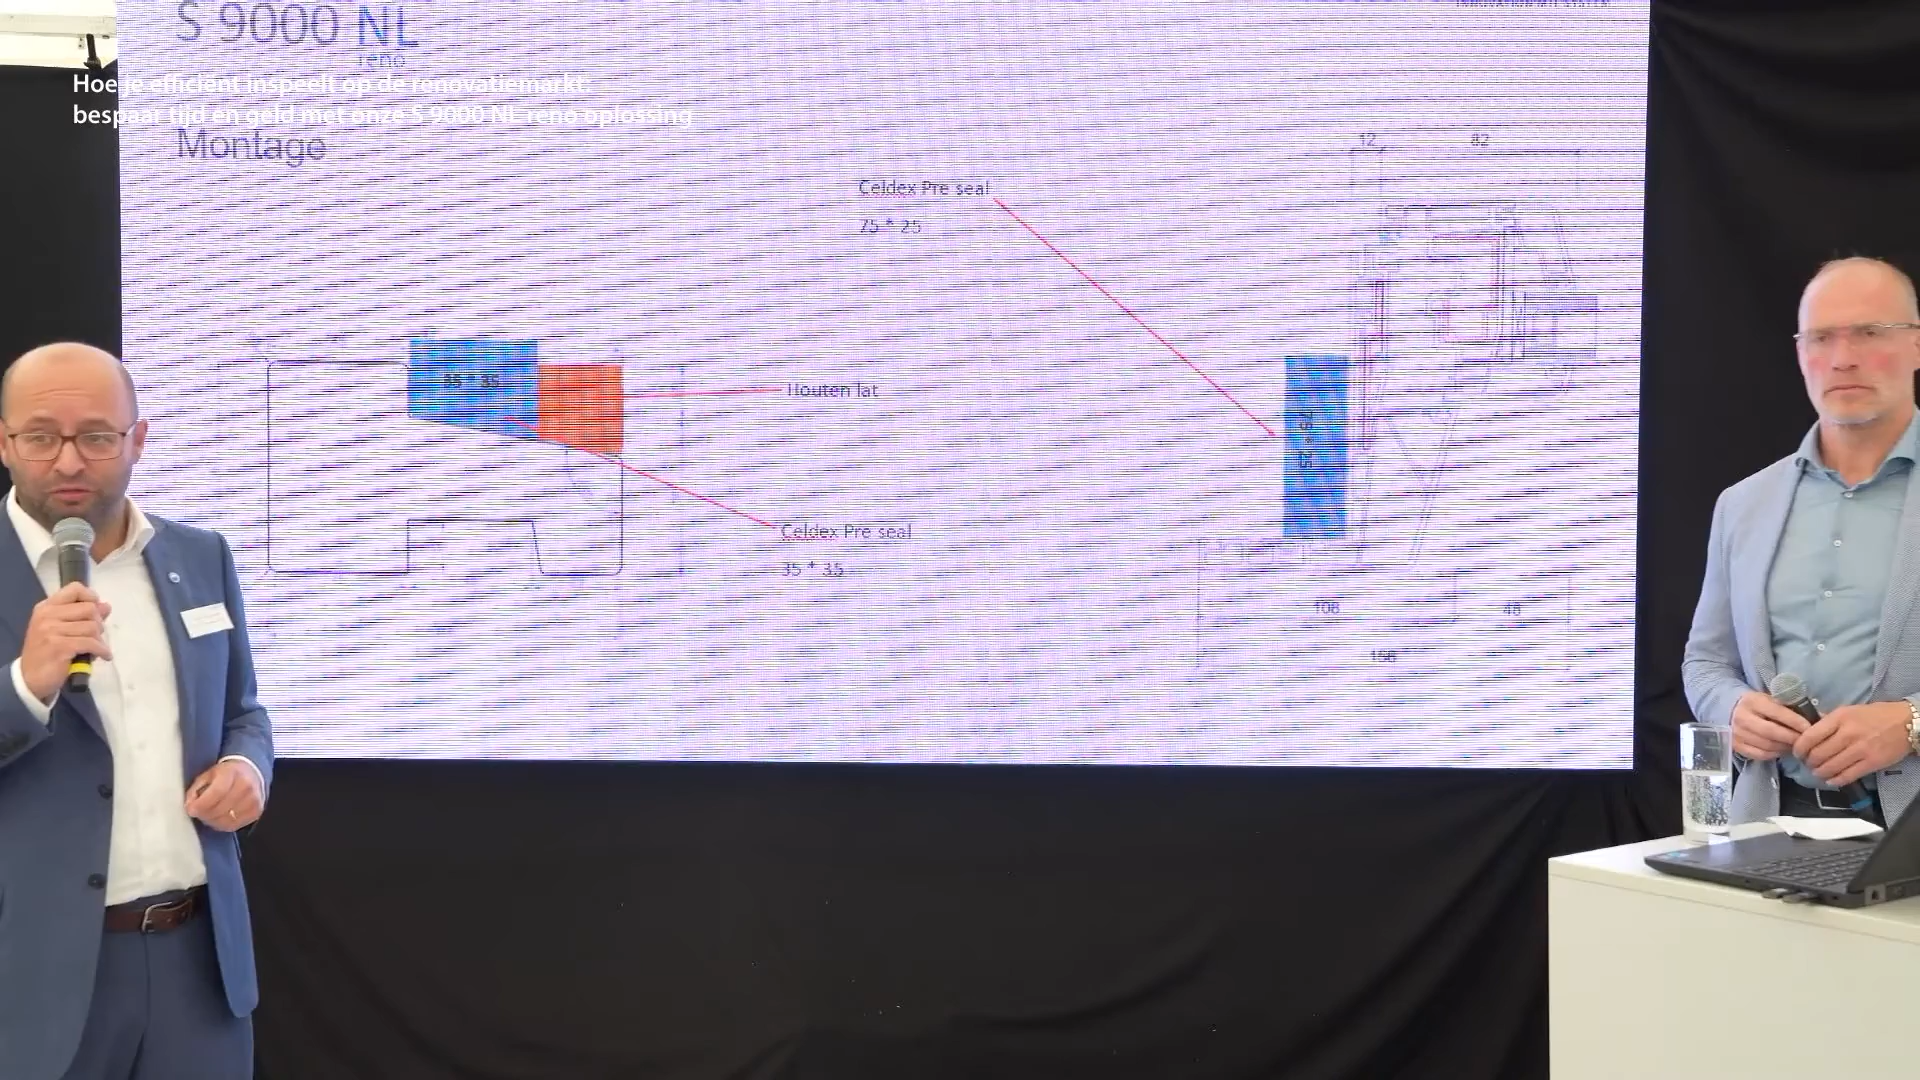 S 9000 NL
reno
Hoe je efficiënt inspeelt op de renovatiemarkt:
bespaar tijd en geld met onze S 9000 NL reno oplossing
Montage
12
82
Celdex Pre seal
75 * 25
35 * 35
Houten lat
75 * 25
Celdex Pre seal
35 * 35
108
48
156